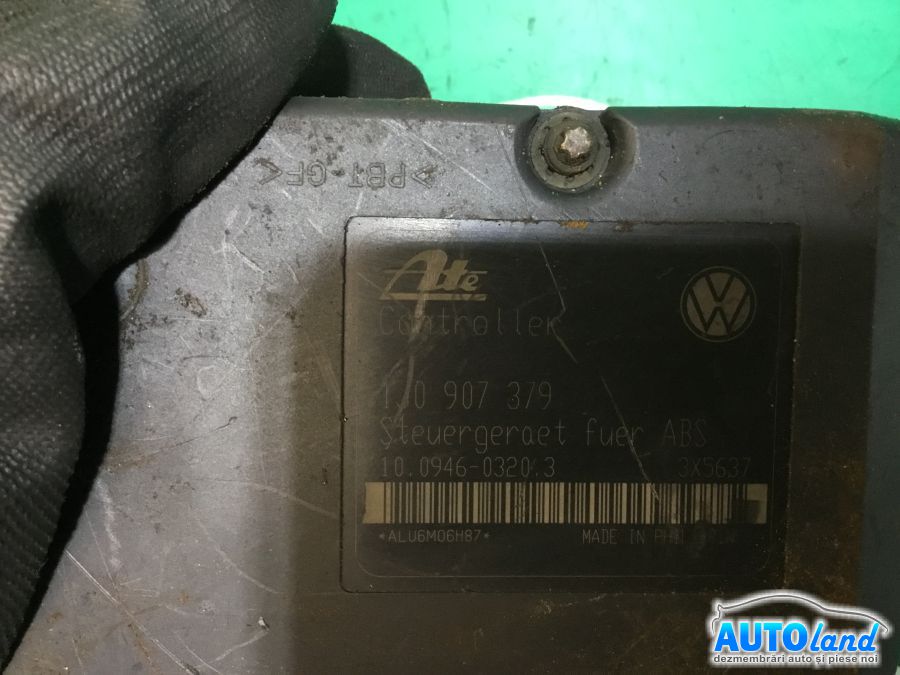 >PBT GF<
Ate
Controller
907 379
Steuergeraet fuer ABS
10.0946-0320.3 3X5637
*ALU6M06H87* MADE IN
AUTOland
dezmembrări auto și piese noi